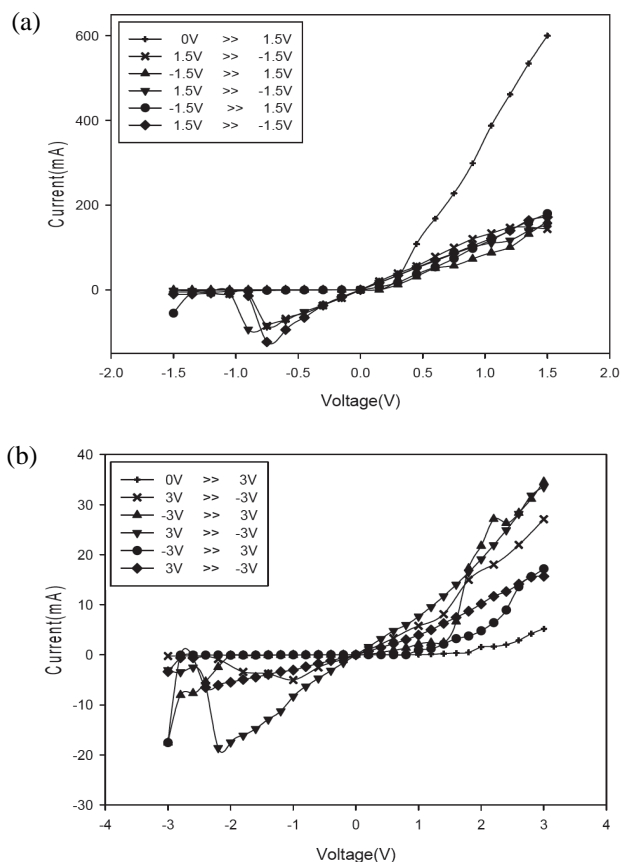 (a)
600
400
200
0
Current(mA)
0V >> 1.5V
1.5V >> -1.5V
-1.5V >> 1.5V
1.5V >> -1.5V
-1.5V >> 1.5V
1.5V >> -1.5V
-2.0 -1.5 -1.0 -0.5 0.0 0.5 1.0 1.5 2.0
Voltage(V)
(b)
40
30
20
10
0
-10
-20
-30
Current(mA)
0V >> 3V
3V >> -3V
-3V >> 3V
3V >> -3V
-3V >> 3V
3V >> -3V
-4 -3 -2 -1 0 1 2 3 4
Voltage(V)